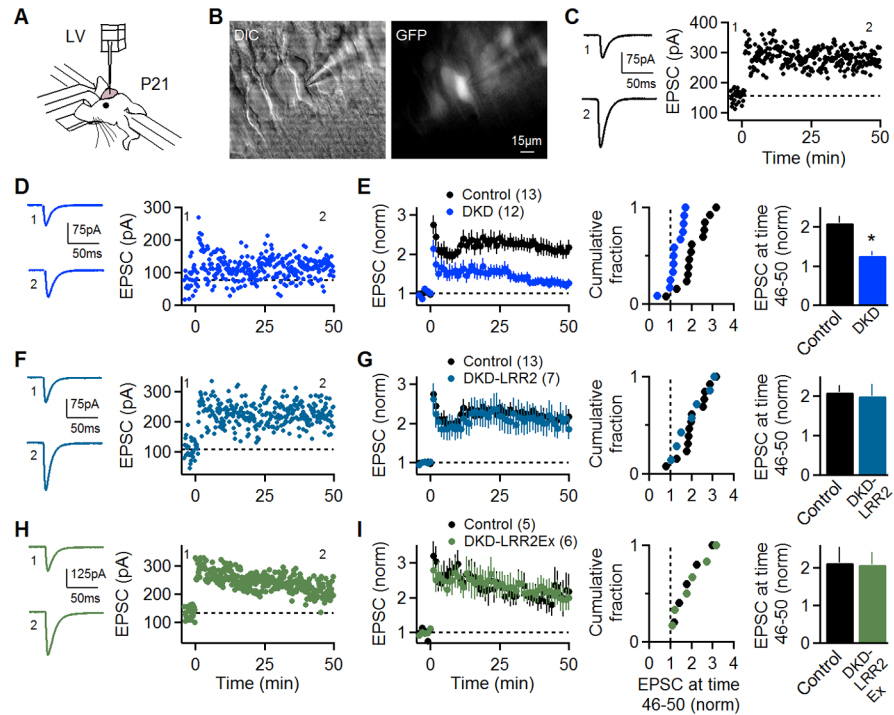 A
LV
P21
B
DIC
GFP
15µm
C
1
2
75pA
50ms
EPSC (pA)
400
300
200
100
1
2
0
25
50
Time (min)
D
1
2
75pA
50ms
EPSC (pA)
300
200
100
0
1
2
0
25
50
E
Control (13)
DKD (12)
EPSC (norm)
3
2
1
0
25
50
Cumulative
fraction
1
0
0 1 2 3 4
EPSC at time
46-50 (norm)
2
1
0
*
Control
DKD
F
1
2
75pA
50ms
EPSC (pA)
300
200
100
1
2
0
25
50
G
Control (13)
DKD-LRR2 (7)
EPSC (norm)
3
2
1
0
25
50
Cumulative
fraction
1
0
0 1 2 3 4
EPSC at time
46-50 (norm)
2
1
0
Control
DKD-
LRR2
H
1
2
125pA
50ms
EPSC (pA)
300
200
100
1
2
0
25
50
Time (min)
I
Control (5)
DKD-LRR2Ex (6)
EPSC (norm)
3
2
1
0
25
50
Time (min)
Cumulative
fraction
1
0
0 1 2 3 4
EPSC at time
46-50 (norm)
EPSC at time
46-50 (norm)
2
1
0
Control
DKD-
LRR2
Ex